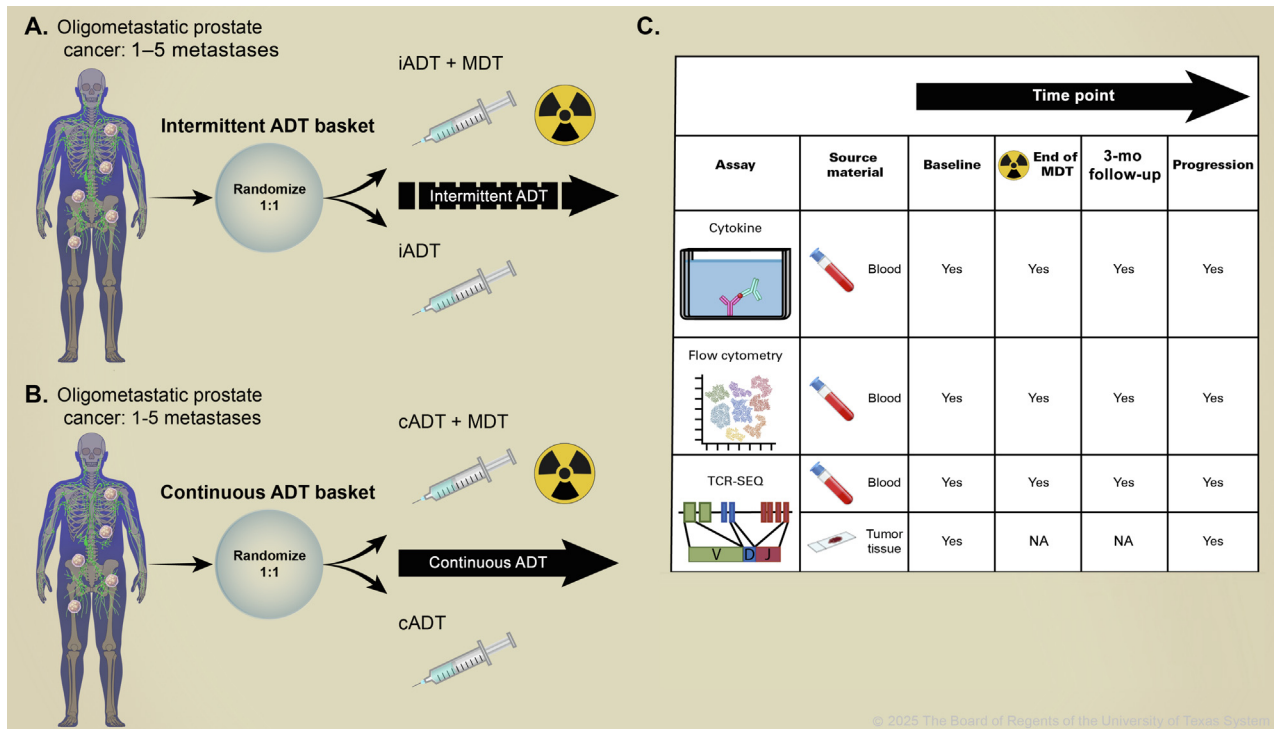 A. Oligometastatic prostate
cancer: 1–5 metastases
Intermittent ADT basket
Randomize
1:1
iADT + MDT
Intermittent ADT
iADT
B. Oligometastatic prostate
cancer: 1-5 metastases
Continuous ADT basket
Randomize
1:1
cADT + MDT
Continuous ADT
cADT
C.
Time point
Assay
Source
material
Baseline
End of
MDT
3-mo
follow-up
Progression
Cytokine
Blood
Yes
Yes
Yes
Yes
Flow cytometry
Blood
Yes
Yes
Yes
Yes
TCR-SEQ
V
D
J
Blood
Yes
Yes
Yes
Yes
Tumor
tissue
Yes
NA
NA
Yes
© 2025 The Board of Regents of the University of Texas System